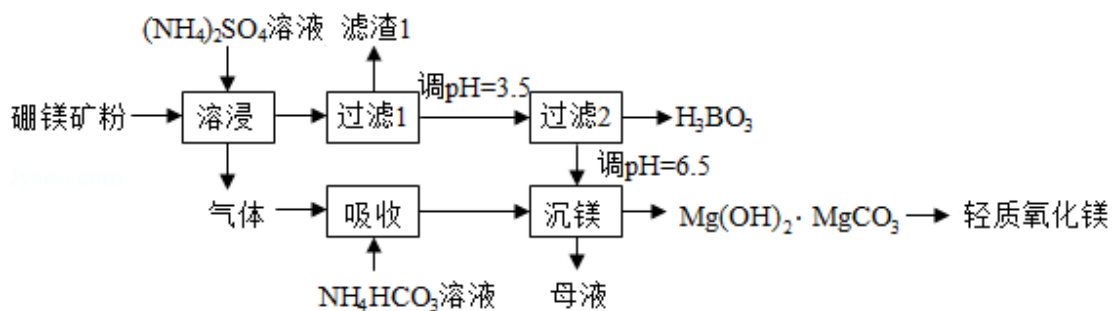 (NH₄)₂SO₄溶液 滤渣1
调pH=3.5
硼镁矿粉 溶浸 过滤1 过滤2 H₃BO₃
调pH=6.5
气体 吸收 沉镁 Mg(OH)₂· MgCO₃ 轻质氧化镁
NH₄HCO₃溶液 母液